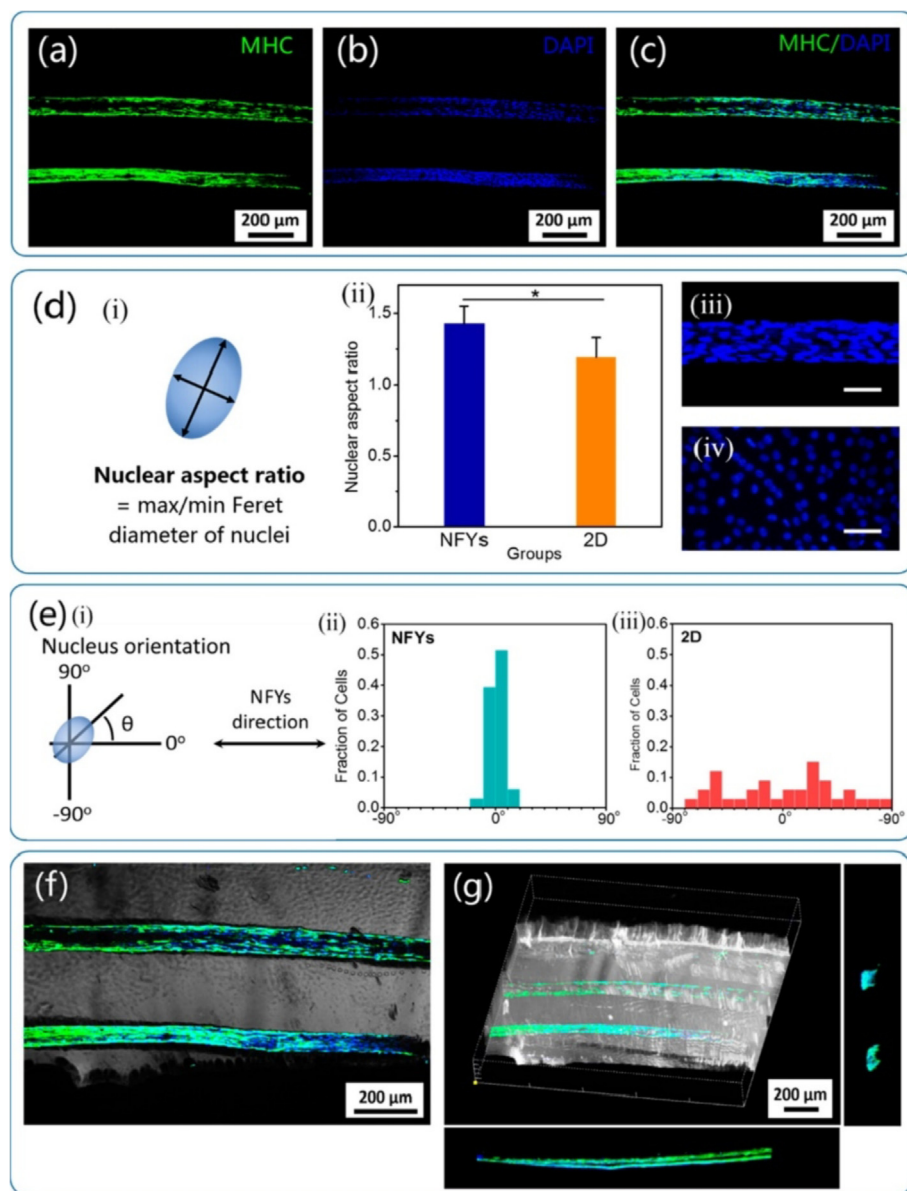 (a) MHC
200 µm
(b) DAPI
200 µm
(c) MHC/DAPI
200 µm
(d) (i)
Nuclear aspect ratio
= max/min Feret
diameter of nuclei
(ii)
*
Nuclear aspect ratio
1.5
1.0
0.5
0.0
NFYs 2D
Groups
(iii)
(iv)
(e) (i)
Nucleus orientation
90°
θ
0°
-90°
NFYs
direction
(ii)
NFYs
Fraction of Cells
0.6
0.5
0.4
0.3
0.2
0.1
0.0
-90° 0° 90°
(iii)
2D
Fraction of Cells
0.6
0.5
0.4
0.3
0.2
0.1
0.0
-90° 0° -90°
(f)
200 µm
(g)
200 µm